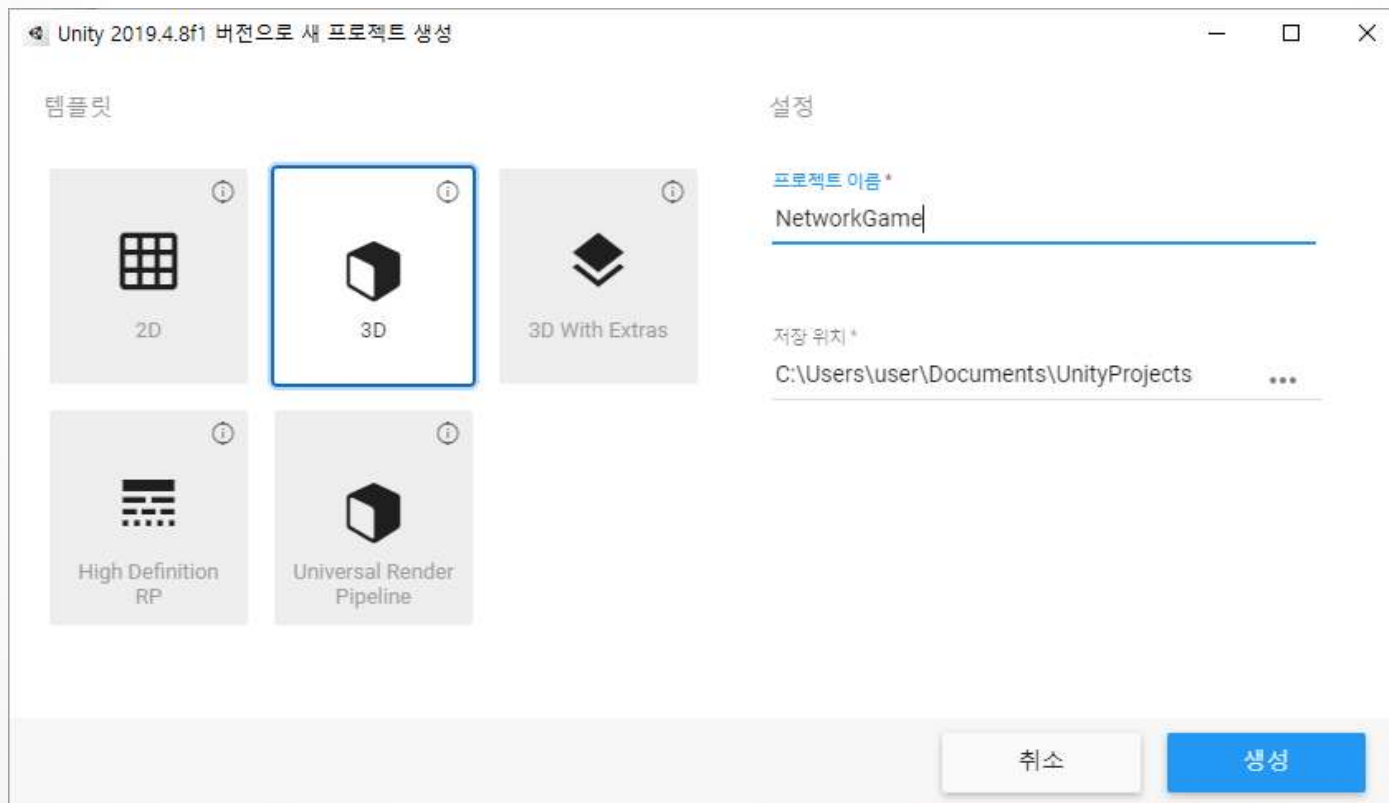 Unity 2019.4.8f1 버전으로 새 프로젝트 생성
템플릿
2D
3D
3D With Extras
High Definition
RP
Universal Render
Pipeline
설정
프로젝트 이름 *
NetworkGame
저장 위치 *
C:\Users\user\Documents\UnityProjects
취소
생성